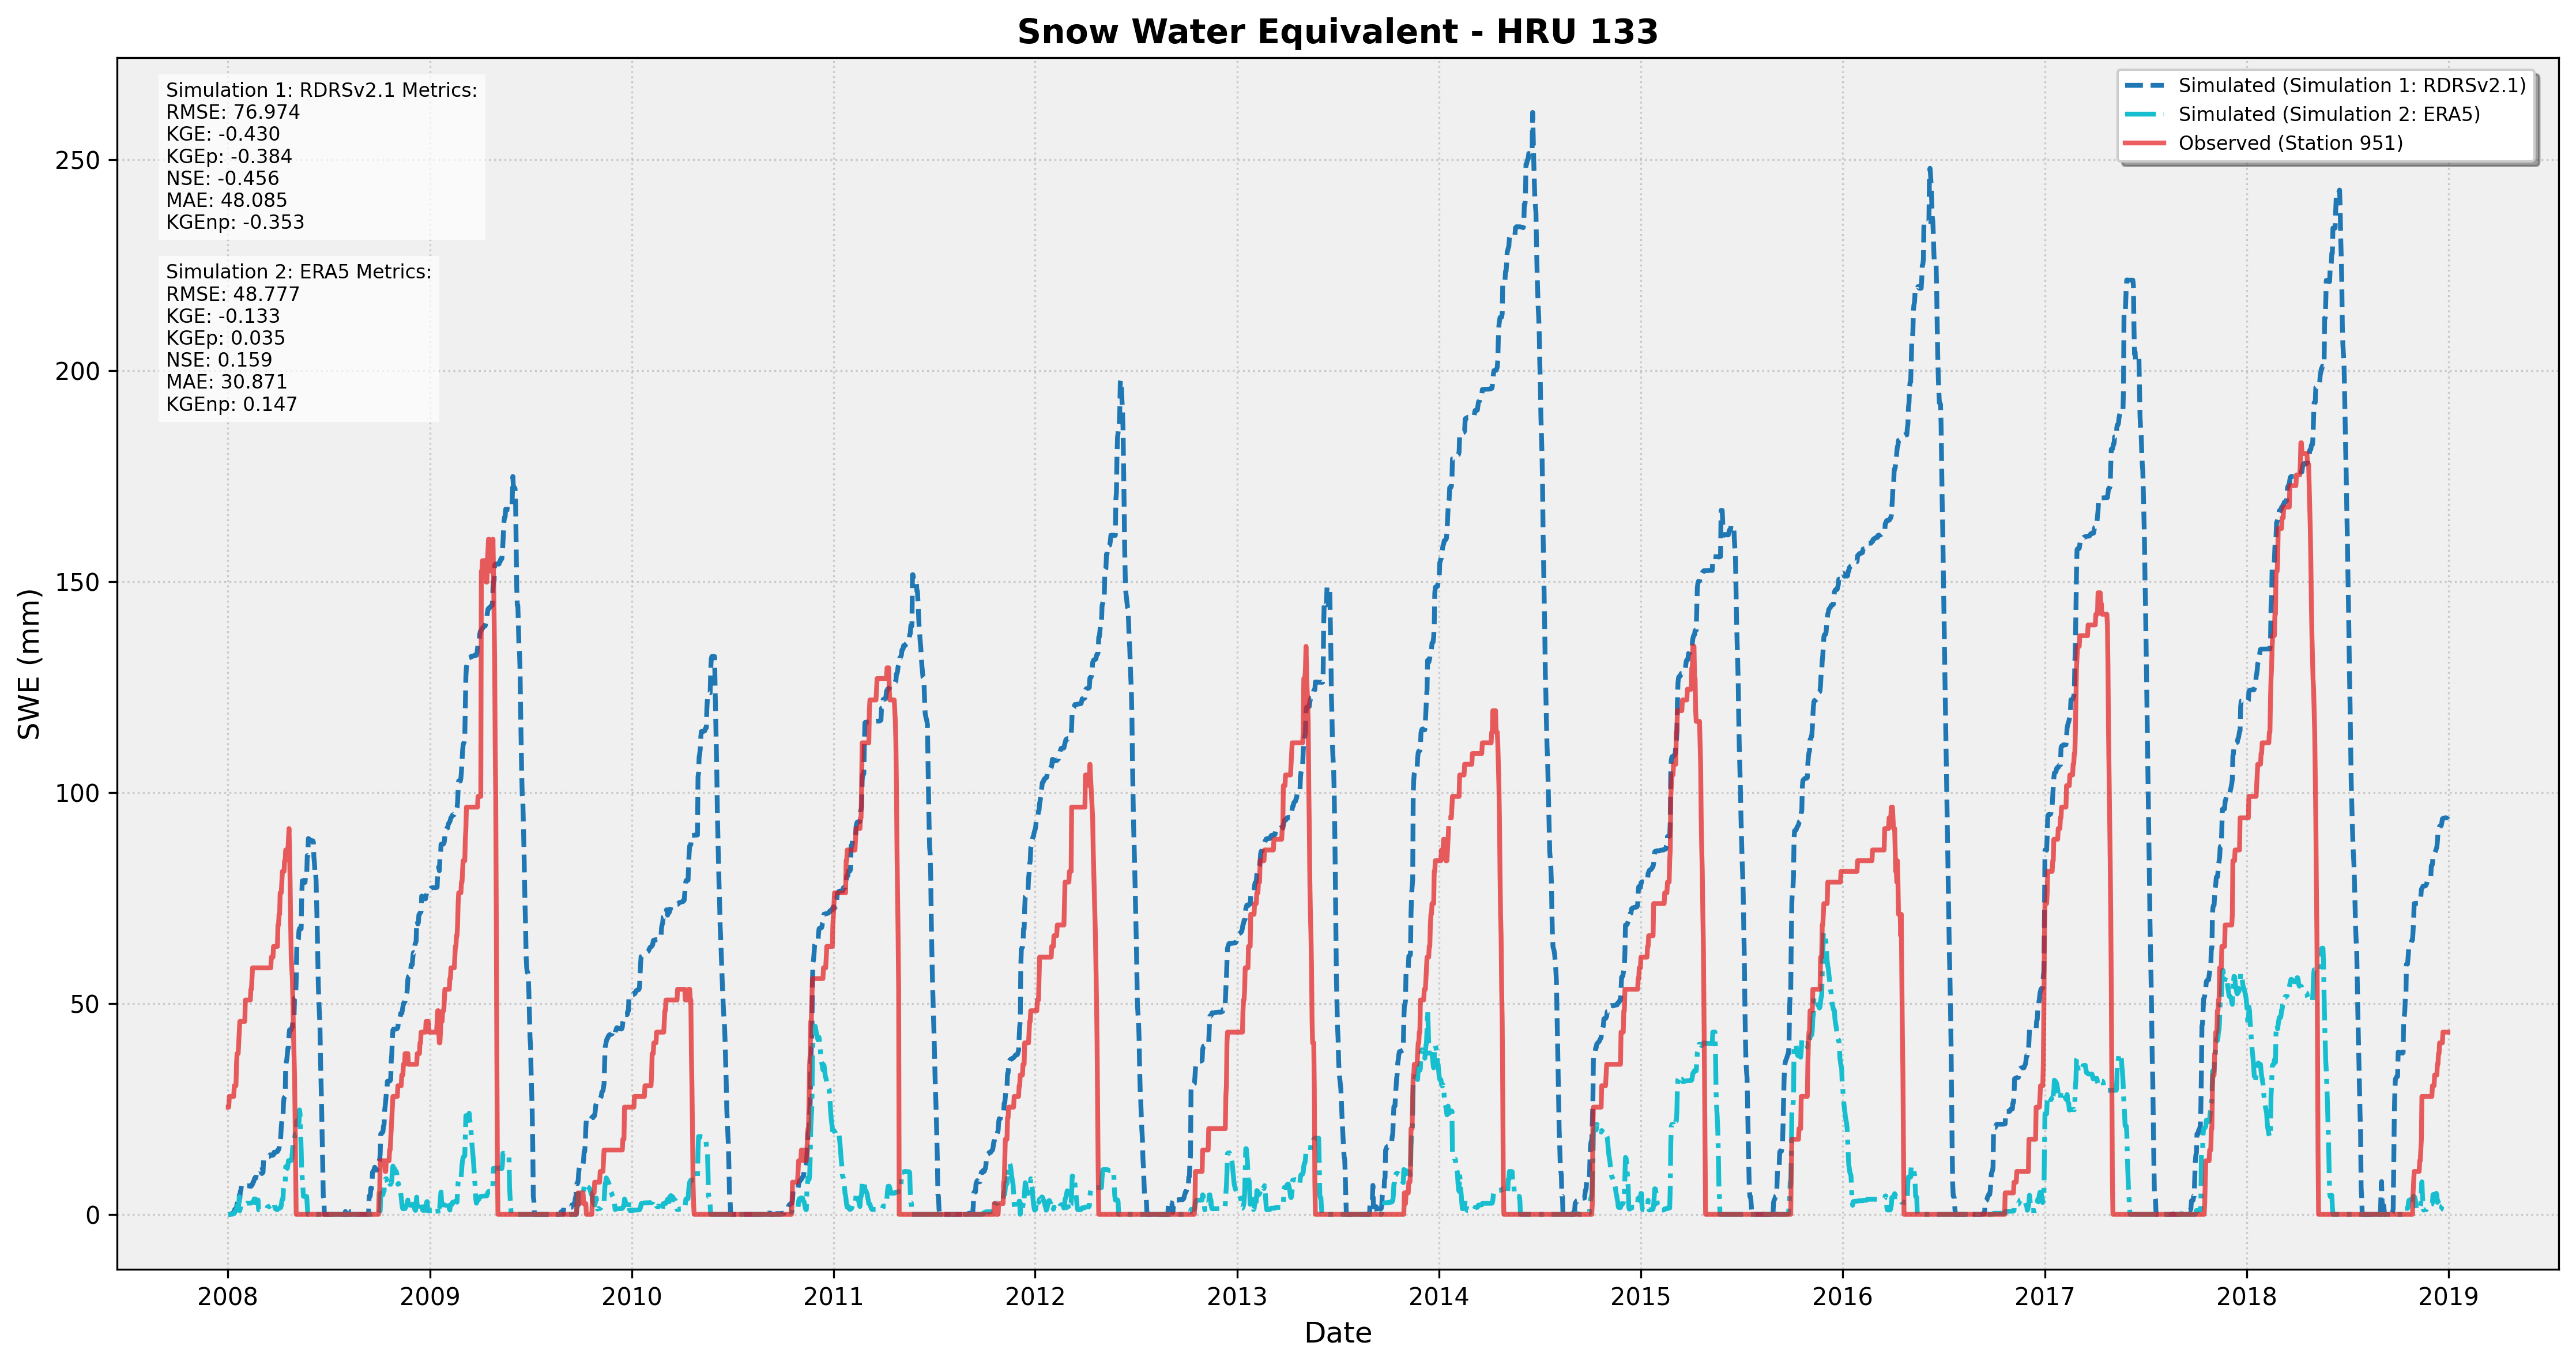 Snow Water Equivalent - HRU 133
Simulation 1: RDRSv2.1 Metrics:
RMSE: 76.974
KGE: -0.430
KGEp: -0.384
NSE: -0.456
MAE: 48.085
KGEnp: -0.353
Simulation 2: ERA5 Metrics:
RMSE: 48.777
KGE: -0.133
KGEp: 0.035
NSE: 0.159
MAE: 30.871
KGEnp: 0.147
Simulated (Simulation 1: RDRSv2.1)
Simulated (Simulation 2: ERA5)
Observed (Station 951)
SWE (mm)
250
200
150
100
50
0
2008
2009
2010
2011
2012
2013
2014
2015
2016
2017
2018
2019
Date